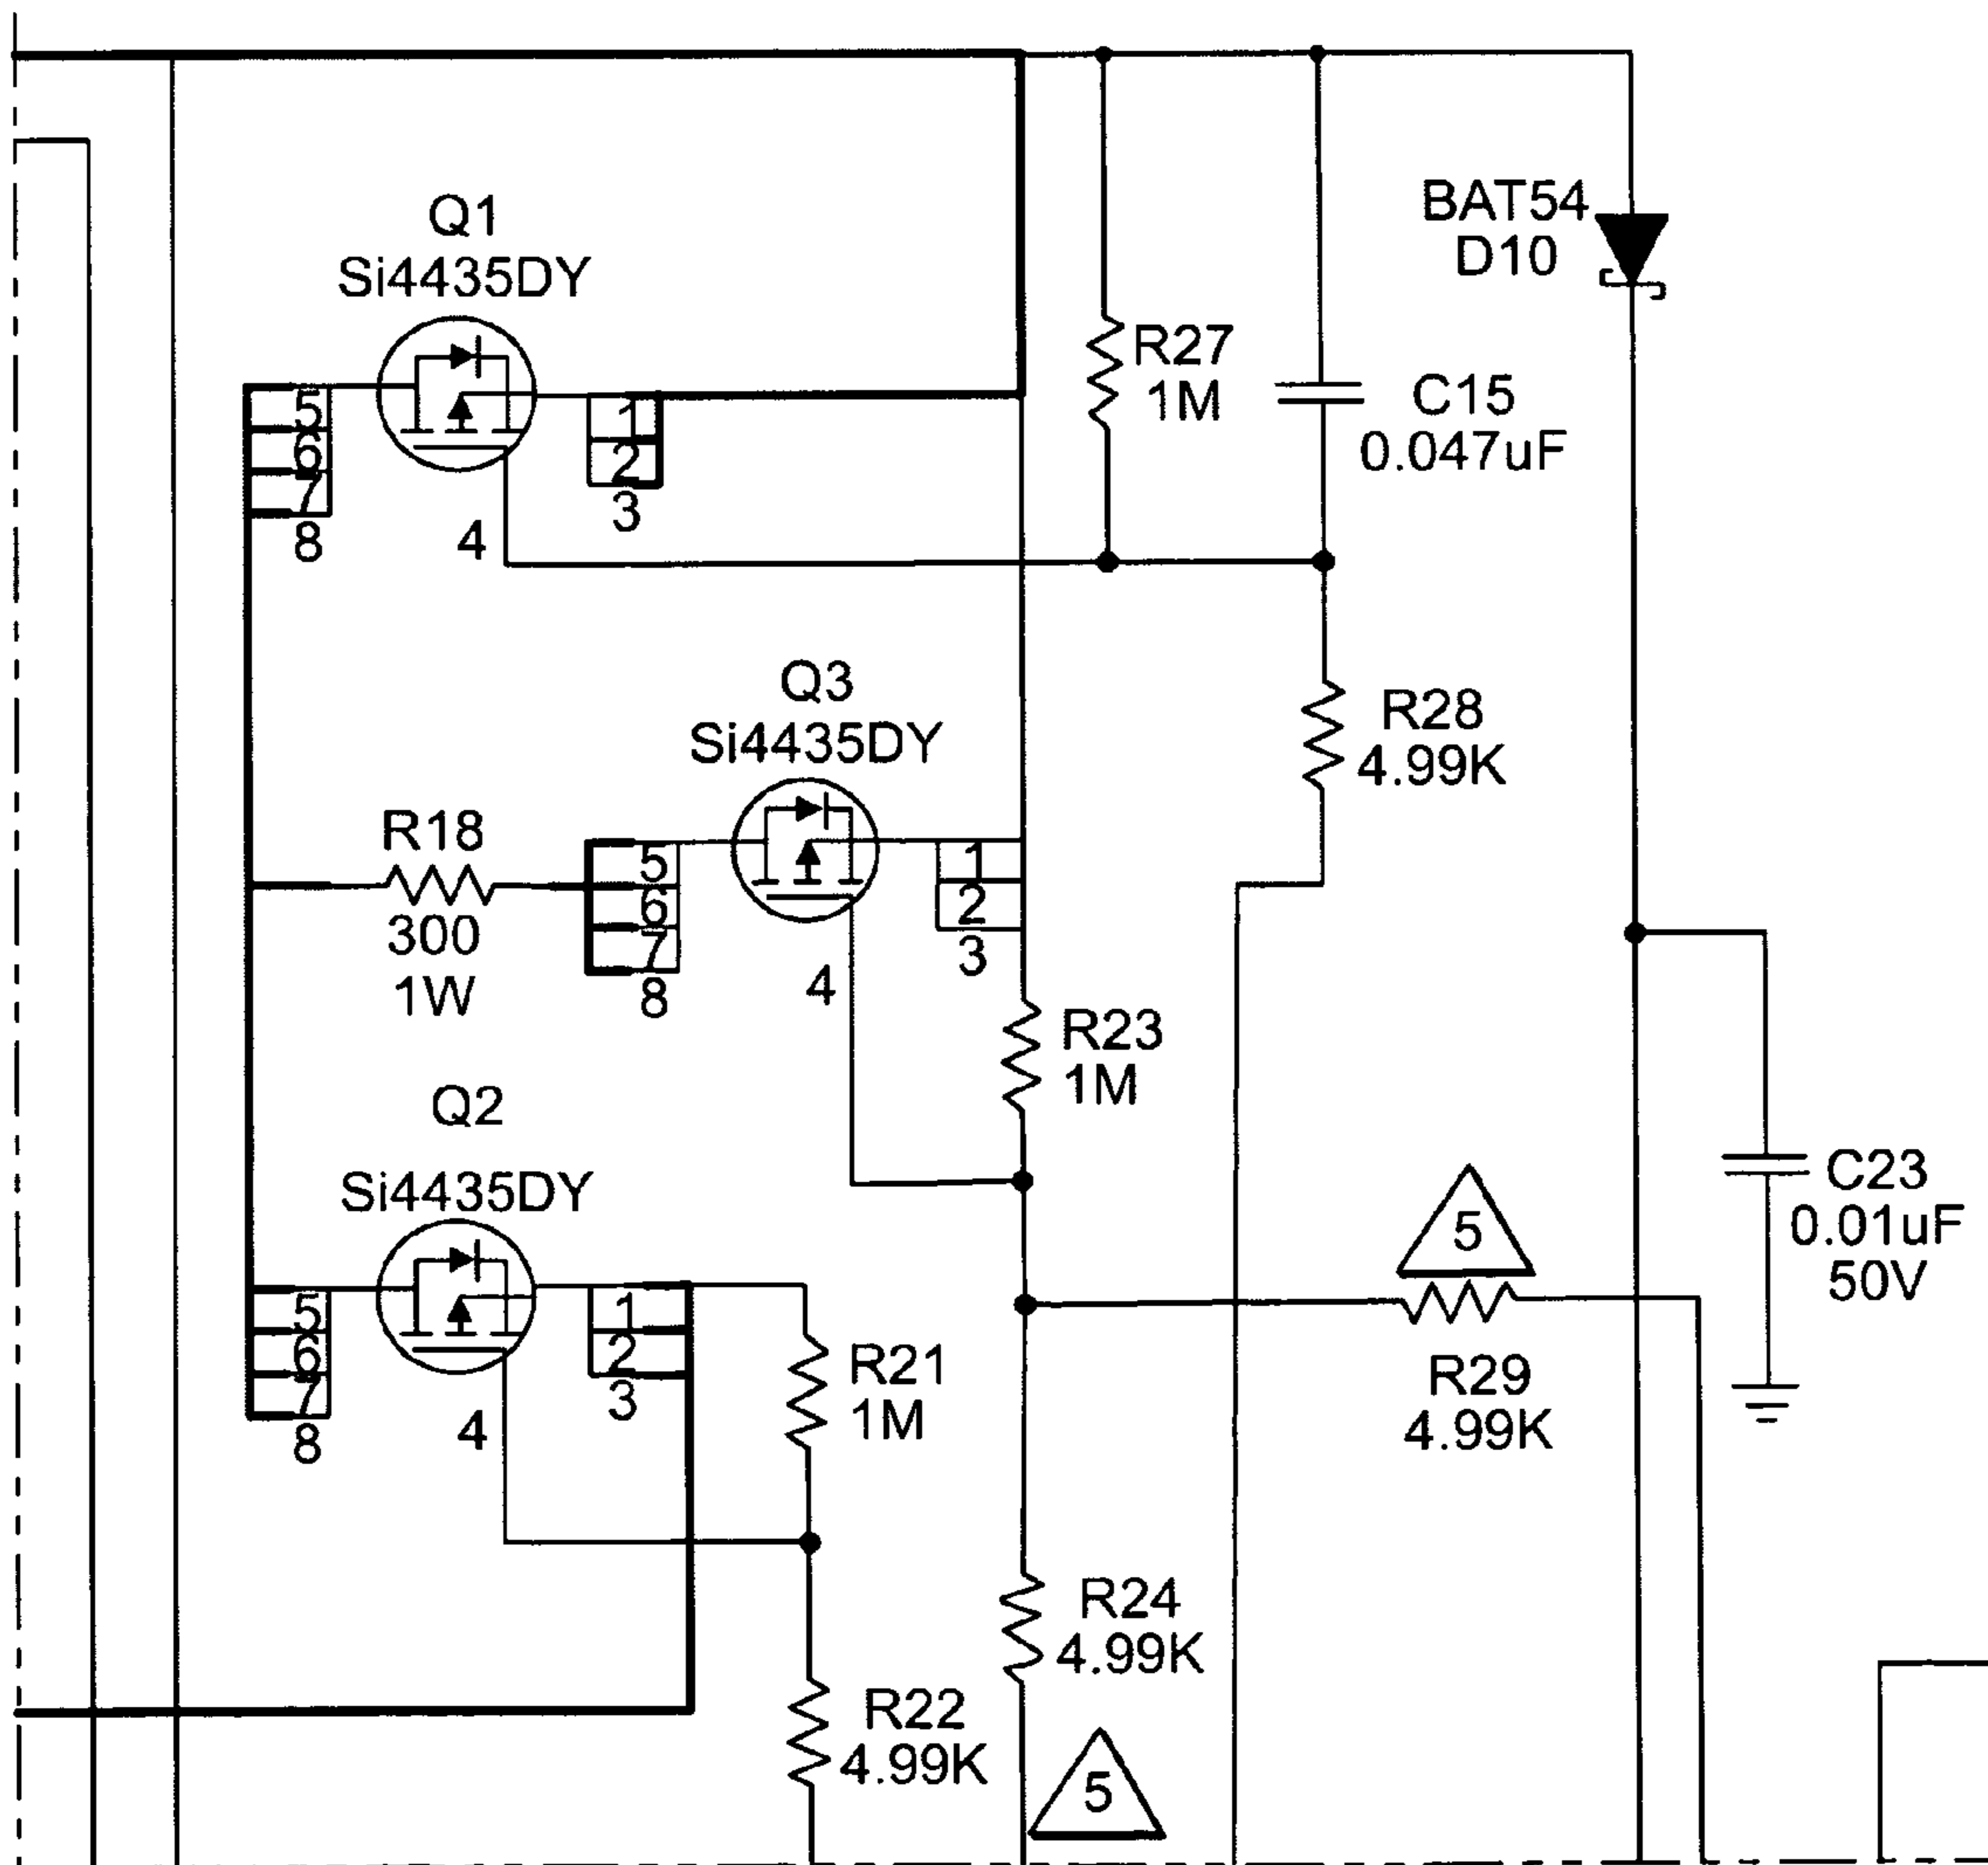 Q1
Si4435DY
BAT54
D10
R27
1M
C15
0.047uF
5
6
7
8
1
2
3
4
Q3
Si4435DY
R28
4.99K
R18
300
1W
5
6
7
8
1
2
3
4
R23
1M
Q2
Si4435DY
5
C23
0.01uF
50V
5
6
7
8
1
2
3
4
R21
1M
R29
4.99K
R24
4.99K
R22
4.99K
5